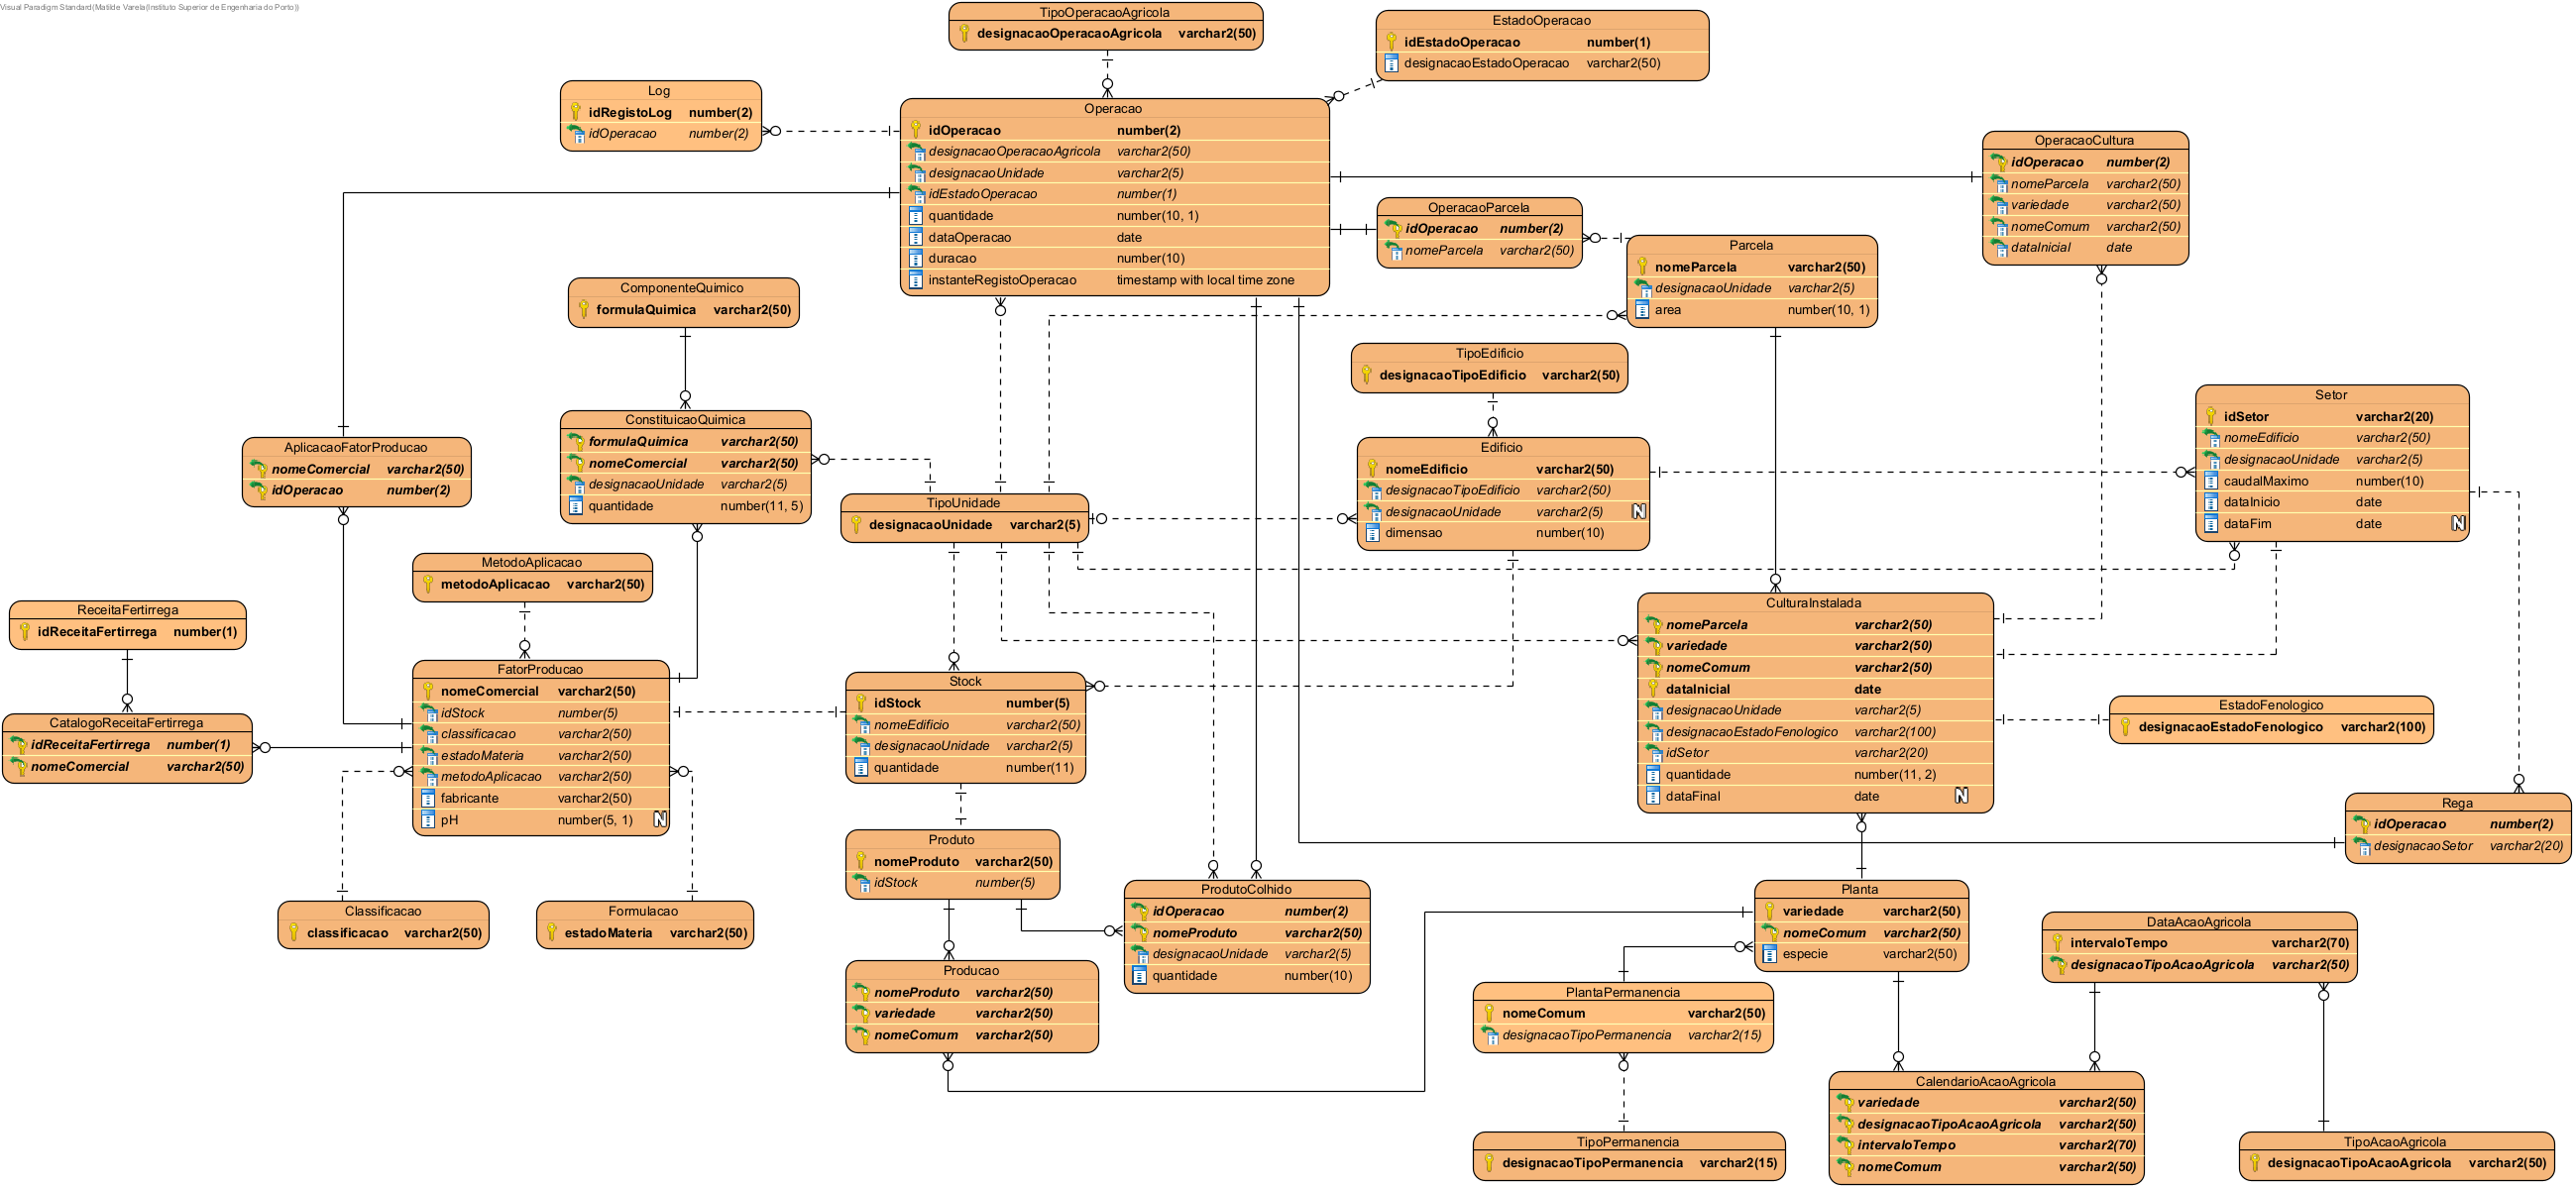 Visual Paradigm Standard(Matilde Varela(Instituto Superior de Engenharia do Porto))
TipoOperacaoAgricola
designacaoOperacaoAgricola varchar2(50)
EstadoOperacao
idEstadoOperacao number(1)
designacaoEstadoOperacao varchar2(50)
Log
idRegistoLog number(2)
idOperacao number(2)
Operacao
idOperacao number(2)
designacaoOperacaoAgricola varchar2(50)
designacaoUnidade varchar2(5)
idEstadoOperacao number(1)
quantidade number(10, 1)
dataOperacao date
duracao number(10)
instanteRegistoOperacao timestamp with local time zone
OperacaoCultura
idOperacao number(2)
nomeParcela varchar2(50)
variedade varchar2(50)
nomeComum varchar2(50)
dataInicial date
OperacaoParcela
idOperacao number(2)
nomeParcela varchar2(50)
Parcela
nomeParcela varchar2(50)
designacaoUnidade varchar2(5)
area number(10, 1)
ComponenteQuimico
formulaQuimica varchar2(50)
TipoEdificio
designacaoTipoEdificio varchar2(50)
Setor
idSetor varchar2(20)
nomeEdificio varchar2(50)
designacaoUnidade varchar2(5)
caudalMaximo number(10)
dataInicio date
dataFim date N
ConstituicaoQuimica
formulaQuimica varchar2(50)
nomeComercial varchar2(50)
designacaoUnidade varchar2(5)
quantidade number(11, 5)
AplicacaoFatorProducao
nomeComercial varchar2(50)
idOperacao number(2)
Edificio
nomeEdificio varchar2(50)
designacaoTipoEdificio varchar2(50)
designacaoUnidade varchar2(5) N
dimensao number(10)
TipoUnidade
designacaoUnidade varchar2(5)
MetodoAplicacao
metodoAplicacao varchar2(50)
ReceitaFertirrega
idReceitaFertirrega number(1)
CulturaInstalada
nomeParcela varchar2(50)
variedade varchar2(50)
nomeComum varchar2(50)
dataInicial date
designacaoUnidade varchar2(5)
designacaoEstadoFenologico varchar2(100)
idSetor varchar2(20)
quantidade number(11, 2)
dataFinal date N
FatorProducao
nomeComercial varchar2(50)
idStock number(5)
classificacao varchar2(50)
estadoMateria varchar2(50)
metodoAplicacao varchar2(50)
fabricante varchar2(50)
pH number(5, 1) N
Stock
idStock number(5)
nomeEdificio varchar2(50)
designacaoUnidade varchar2(5)
quantidade number(11)
EstadoFenologico
designacaoEstadoFenologico varchar2(100)
CatalogoReceitaFertirrega
idReceitaFertirrega number(1)
nomeComercial varchar2(50)
Rega
idOperacao number(2)
designacaoSetor varchar2(20)
Produto
nomeProduto varchar2(50)
idStock number(5)
ProdutoColhido
idOperacao number(2)
nomeProduto varchar2(50)
designacaoUnidade varchar2(5)
quantidade number(10)
Planta
variedade varchar2(50)
nomeComum varchar2(50)
especie varchar2(50)
Classificacao
classificacao varchar2(50)
Formulacao
estadoMateria varchar2(50)
DataAcaoAgricola
intervaloTempo varchar2(70)
designacaoTipoAcaoAgricola varchar2(50)
Producao
nomeProduto varchar2(50)
variedade varchar2(50)
nomeComum varchar2(50)
PlantaPermanencia
nomeComum varchar2(50)
designacaoTipoPermanencia varchar2(15)
CalendarioAcaoAgricola
variedade varchar2(50)
designacaoTipoAcaoAgricola varchar2(50)
intervaloTempo varchar2(70)
nomeComum varchar2(50)
TipoPermanencia
designacaoTipoPermanencia varchar2(15)
TipoAcaoAgricola
designacaoTipoAcaoAgricola varchar2(50)